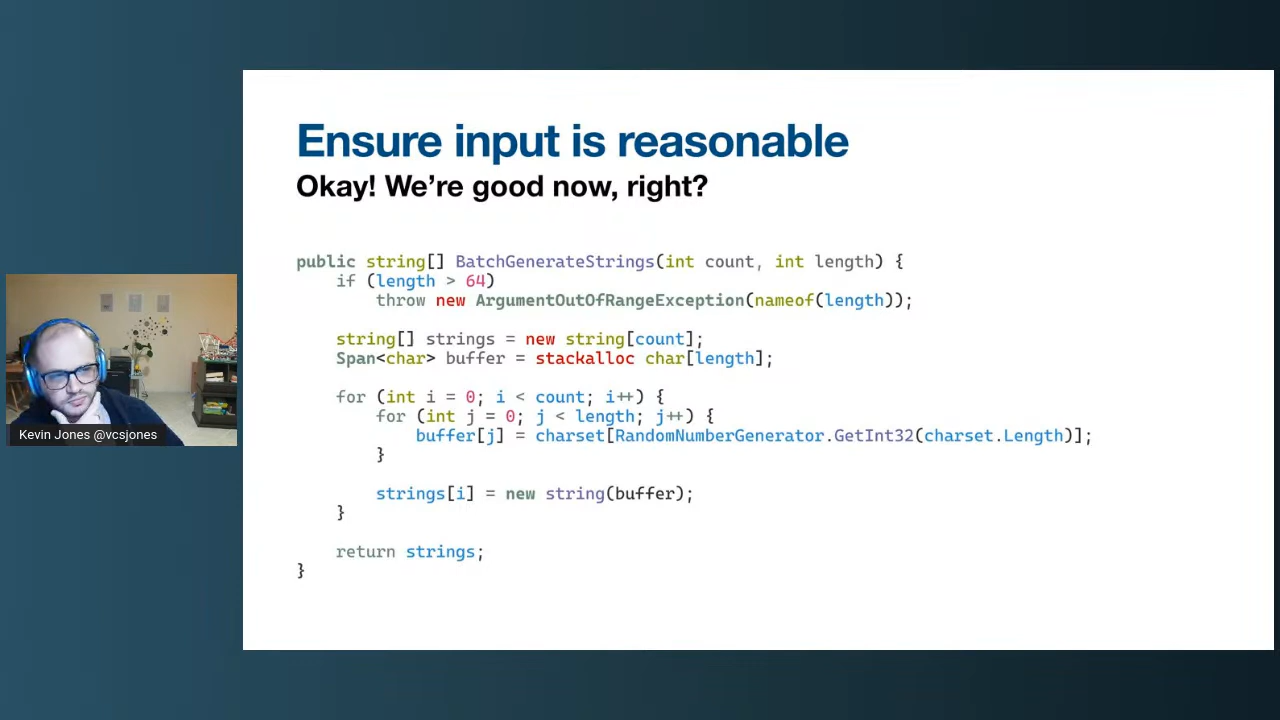 Ensure input is reasonable
Okay! We’re good now, right?
public string[] BatchGenerateStrings(int count, int length) {
    if (length > 64)
        throw new ArgumentOutOfRangeException(nameof(length));
    string[] strings = new string[count];
    Span<char> buffer = stackalloc char[length];
    for (int i = 0; i < count; i++) {
        for (int j = 0; j < length; j++) {
            buffer[j] = charset[RandomNumberGenerator.GetInt32(charset.Length)];
        }
        strings[i] = new string(buffer);
    }
    return strings;
}
Kevin Jones @vcsjones